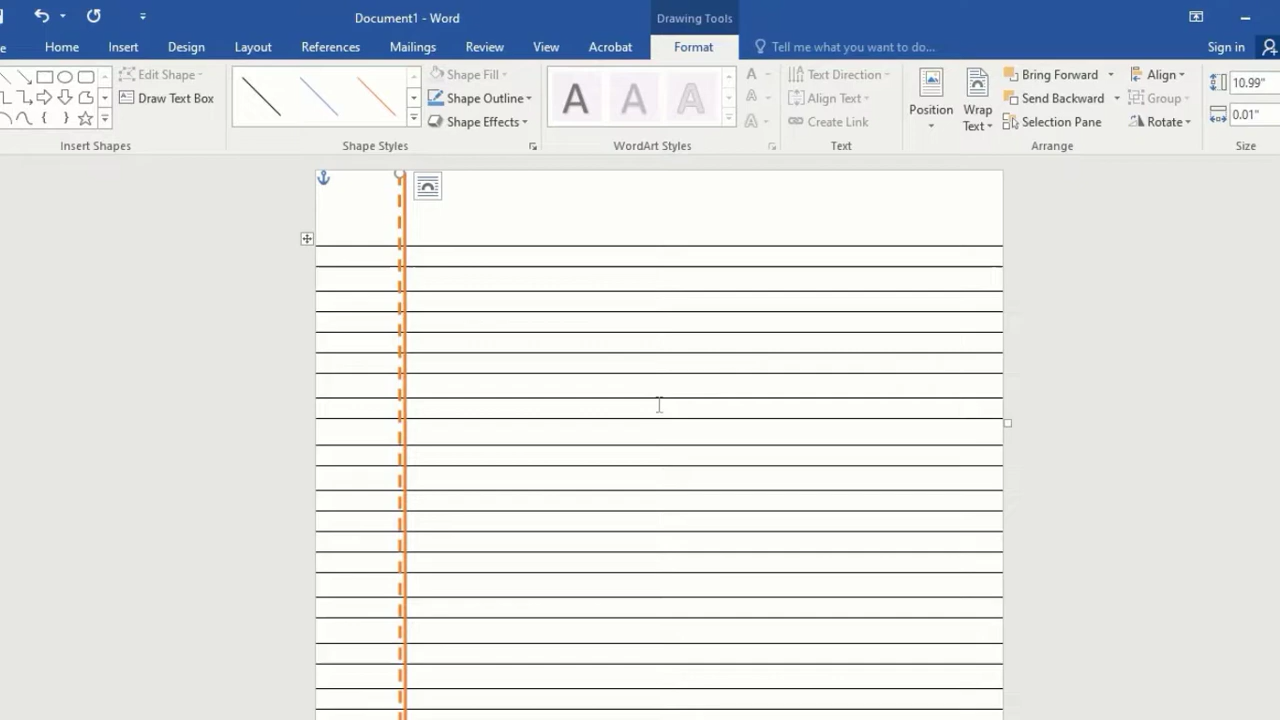 Document1 - Word
Drawing Tools
e
Home
Insert
Design
Layout
References
Mailings
Review
View
Acrobat
Format
Tell me what you want to do...
Sign in
Edit Shape
Draw Text Box
Insert Shapes
Shape Fill
Shape Outline
Shape Effects
Shape Styles
A A A
A
A
A
WordArt Styles
Text Direction
Align Text
Create Link
Text
Position
Wrap
Text
Bring Forward
Send Backward
Selection Pane
Align
Group
Rotate
Arrange
10.99"
0.01"
Size